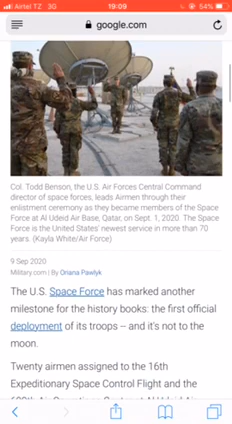 Airtel TZ 3G 19:09 54%
google.com
Col. Todd Benson, the U.S. Air Forces Central Command
director of space forces, leads Airmen through their
enlistment ceremony as they became members of the Space
Force at Al Udeid Air Base, Qatar, on Sept. 1, 2020. The Space
Force is the United States' newest service in more than 70
years. (Kayla White/Air Force)
9 Sep 2020
Military.com | By Oriana Pawlyk
The U.S. Space Force has marked another
milestone for the history books: the first official
deployment of its troops -- and it's not to the
moon.
Twenty airmen assigned to the 16th
Expeditionary Space Control Flight and the